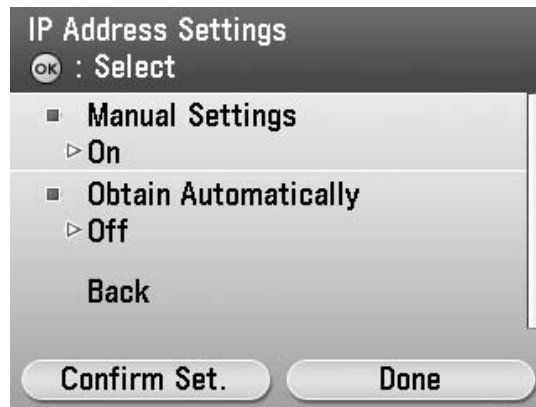 IP Address Settings
OK : Select
Manual Settings
On
Obtain Automatically
Off
Back
Confirm Set.
Done